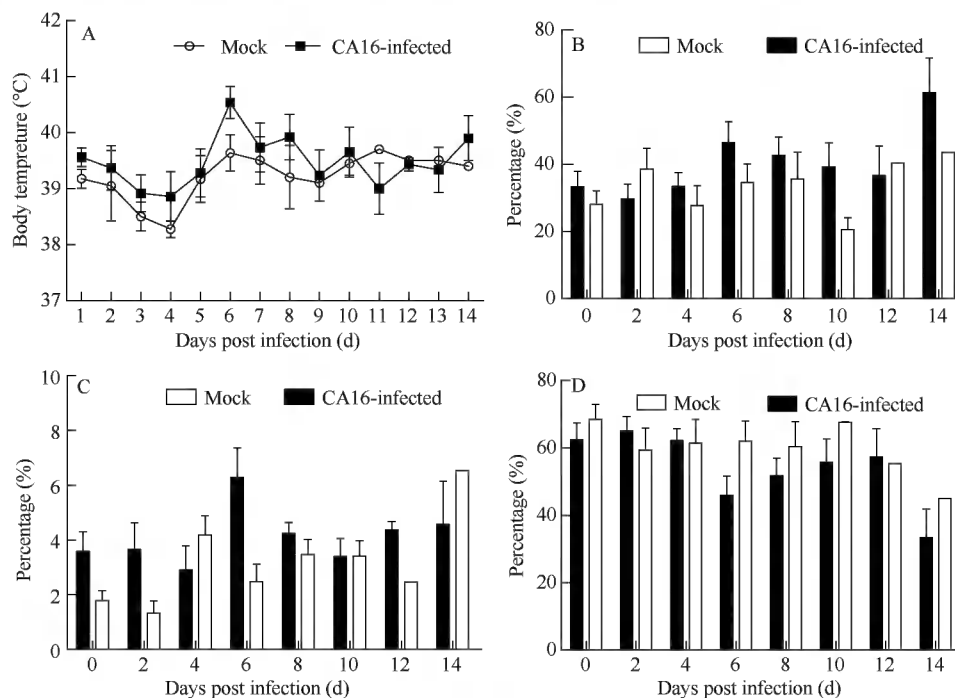 A
Mock
CA16-infected
Body tempreture (°C)
42
41
40
39
38
37
1 2 3 4 5 6 7 8 9 10 11 12 13 14
Days post infection (d)
B
Mock
CA16-infected
Percentage (%)
80
60
40
20
0
0 2 4 6 8 10 12 14
Days post infection (d)
C
Mock
CA16-infected
Percentage (%)
10
8
6
4
2
0
0 2 4 6 8 10 12 14
Days post infection (d)
D
Mock
CA16-infected
Percentage (%)
80
60
40
20
0
0 2 4 6 8 10 12 14
Days post infection (d)